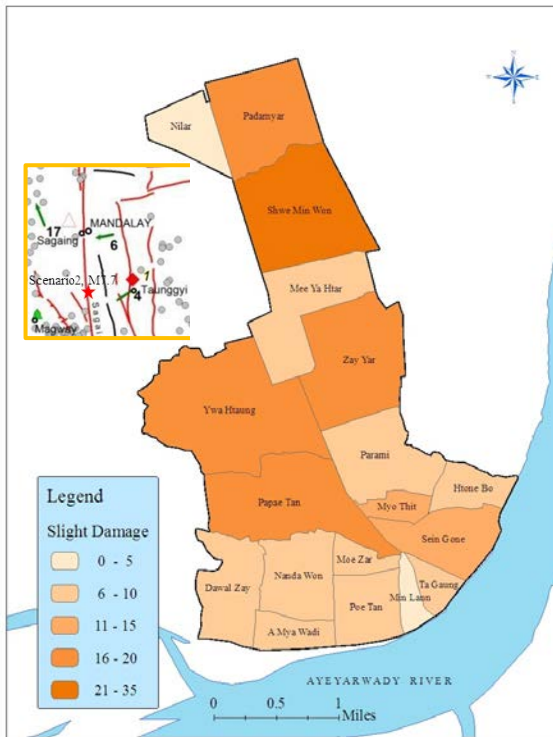 Nilar
Padamyar
Shwe Min Won
17
MANDALAY
Sagaing
6
Scenario2, M7.7
1
4
Taunggyi
Sagai
Magway
Mee Ya Htar
Zay Yar
Ywa Htaung
Parami
Htone Bo
Myo Thit
Papae Tan
Sein Gone
Moe Zar
Dawal Zay
Nanda Won
Ta Gaung
Min Lann
Poe Tan
A Mya Wadi
Legend
Slight Damage
0 - 5
6 - 10
11 - 15
16 - 20
21 - 35
AYEYARWADY RIVER
0 0.5 1
Miles